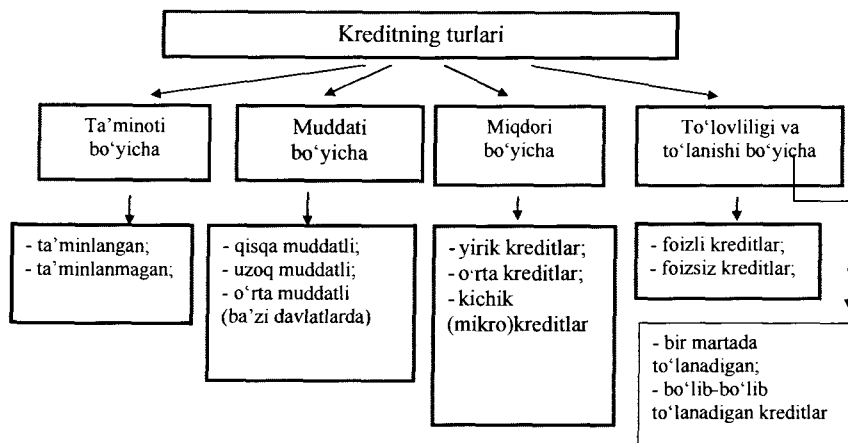 Kreditning turlari
Ta’minoti
bo‘yicha
Muddati
bo‘yicha
Miqdori
bo‘yicha
To‘lovliligi va
to‘lanishi bo‘yicha
- ta’minlangan;
- ta’minlanmagan;
- qisqa muddatli;
- uzoq muddatli;
- o‘rta muddatli
(ba’zi davlatlarda)
- yirik kreditlar;
- o‘rta kreditlar;
- kichik
(mikro)kreditlar
- foizli kreditlar;
- foizsiz kreditlar;
- bir martada
to‘lanadigan;
- bo‘lib-bo‘lib
to‘lanadigan kreditlar